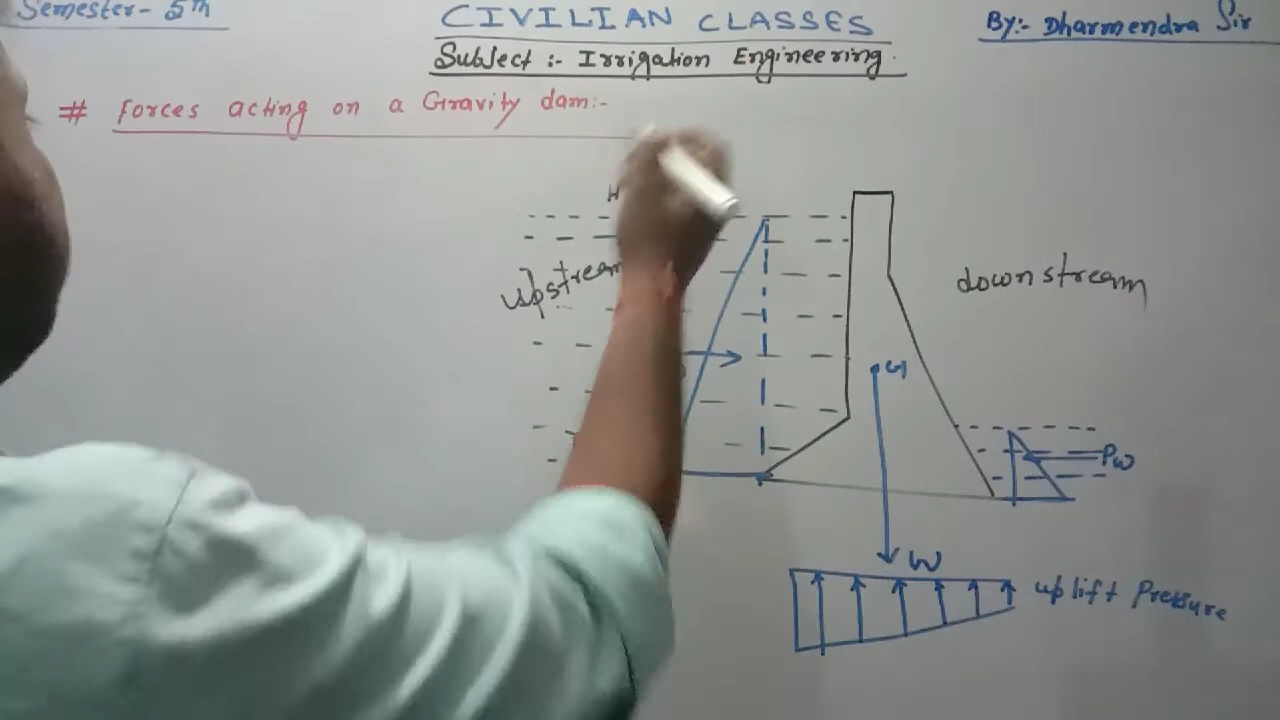 Semester- 5th
CIVILIAN CLASSES
By:- Dharmendra Sir
Subject :- Irrigation Engineering.
# Forces acting on a Gravity dam:-
upstream
downstream
G
Pw
W
uplift Pressure